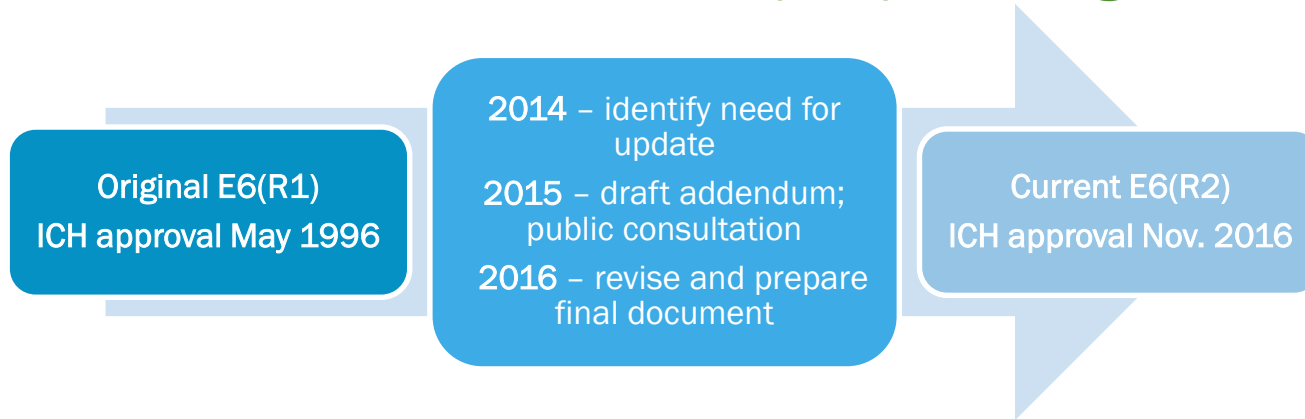 Original E6(R1)
ICH approval May 1996
2014 – identify need for
update
2015 – draft addendum;
public consultation
2016 – revise and prepare
final document
Current E6(R2)
ICH approval Nov. 2016